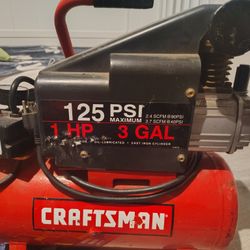 125 PSI
MAXIMUM
2.4 SCFM @ 90PSI
3.7 SCFM @ 40PSI
1 HP 3 GAL
OIL-LUBRICATED CAST IRON CYLINDER
CRAFTSMAN